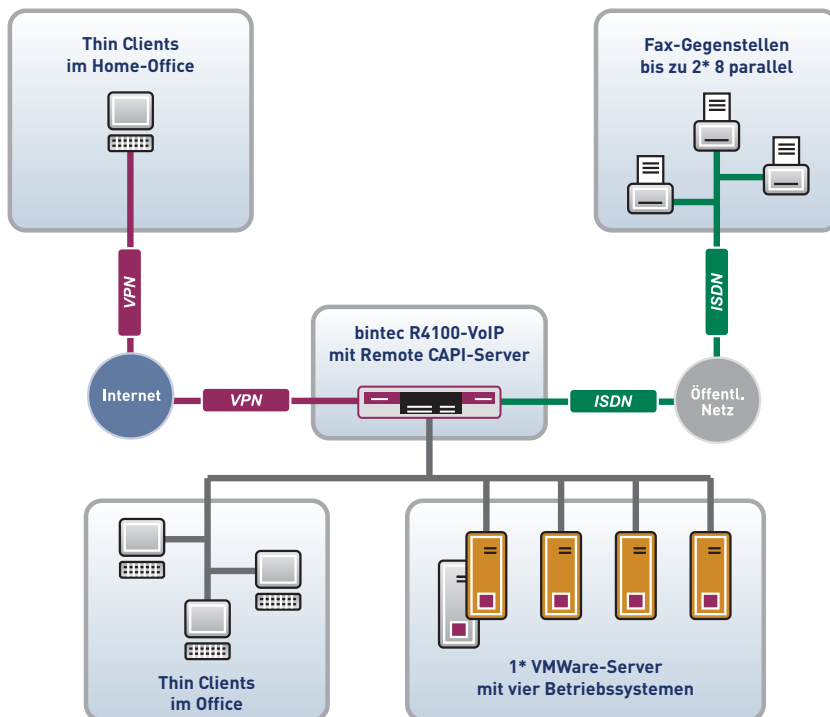 Thin Clients
im Home-Office
Fax-Gegenstellen
bis zu 2* 8 parallel
VPN
ISDN
bintec R4100-VoIP
mit Remote CAPI-Server
Internet
VPN
ISDN
Öffentl.
Netz
Thin Clients
im Office
1* VMWare-Server
mit vier Betriebssystemen